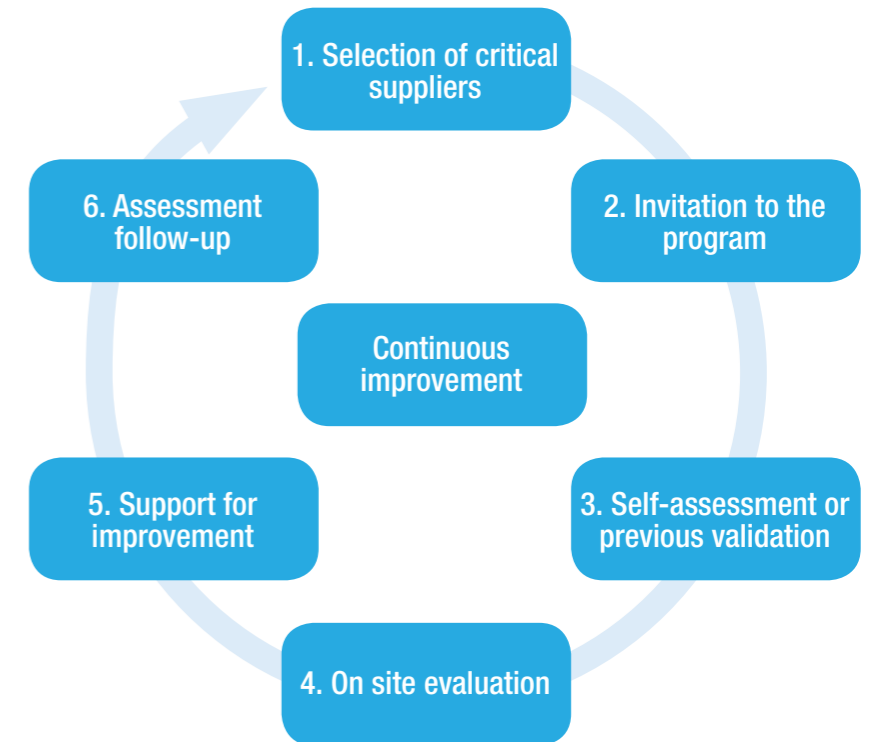 1. Selection of critical
suppliers
2. Invitation to the
program
3. Self-assessment or
previous validation
4. On site evaluation
5. Support for
improvement
6. Assessment
follow-up
Continuous
improvement